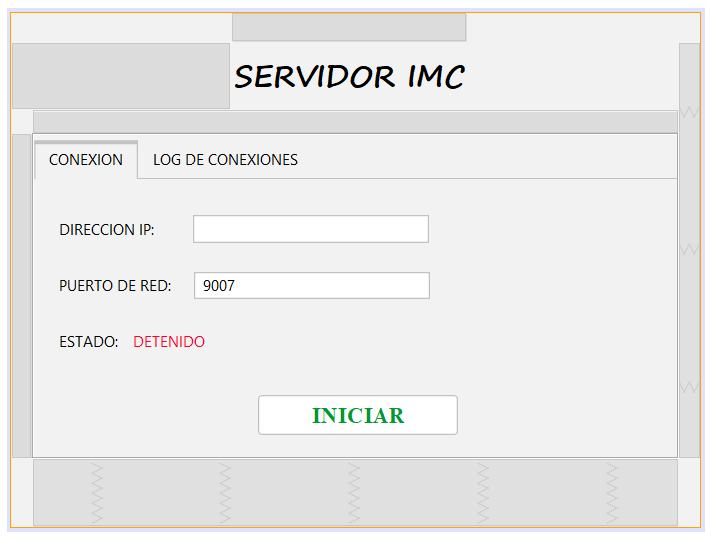 SERVIDOR IMC
CONEXION LOG DE CONEXIONES
DIRECCION IP:
PUERTO DE RED: 9007
ESTADO: DETENIDO
INICIAR